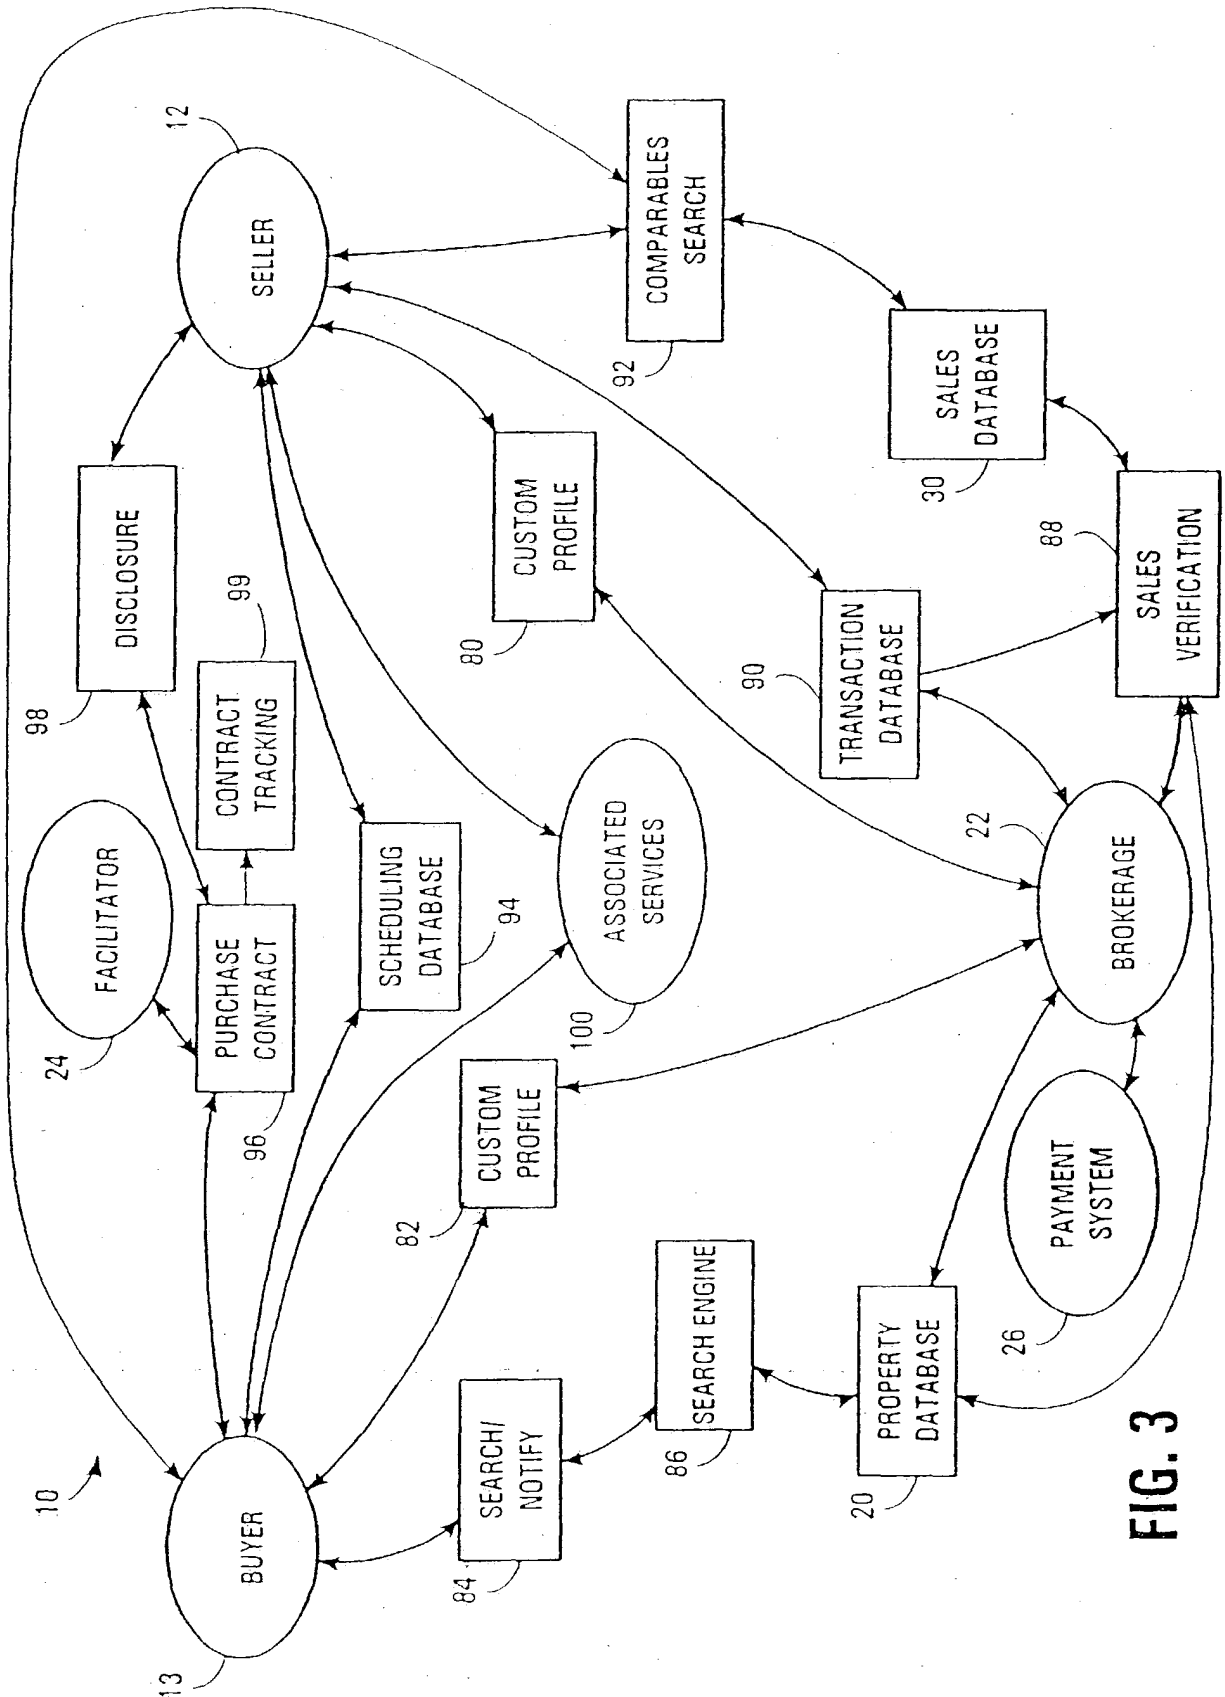 10
13
BUYER
24
FACILITATOR
98
DISCLOSURE
12
SELLER
PURCHASE
CONTRACT
96
CONTRACT
TRACKING
99
SCHEDULING
DATABASE
94
ASSOCIATED
SERVICES
100
CUSTOM
PROFILE
82
CUSTOM
PROFILE
80
SEARCH/
NOTIFY
84
SEARCH ENGINE
86
COMPARABLES
SEARCH
92
PROPERTY
DATABASE
20
TRANSACTION
DATABASE
90
SALES
DATABASE
30
PAYMENT
SYSTEM
26
BROKERAGE
22
SALES
VERIFICATION
88
FIG. 3